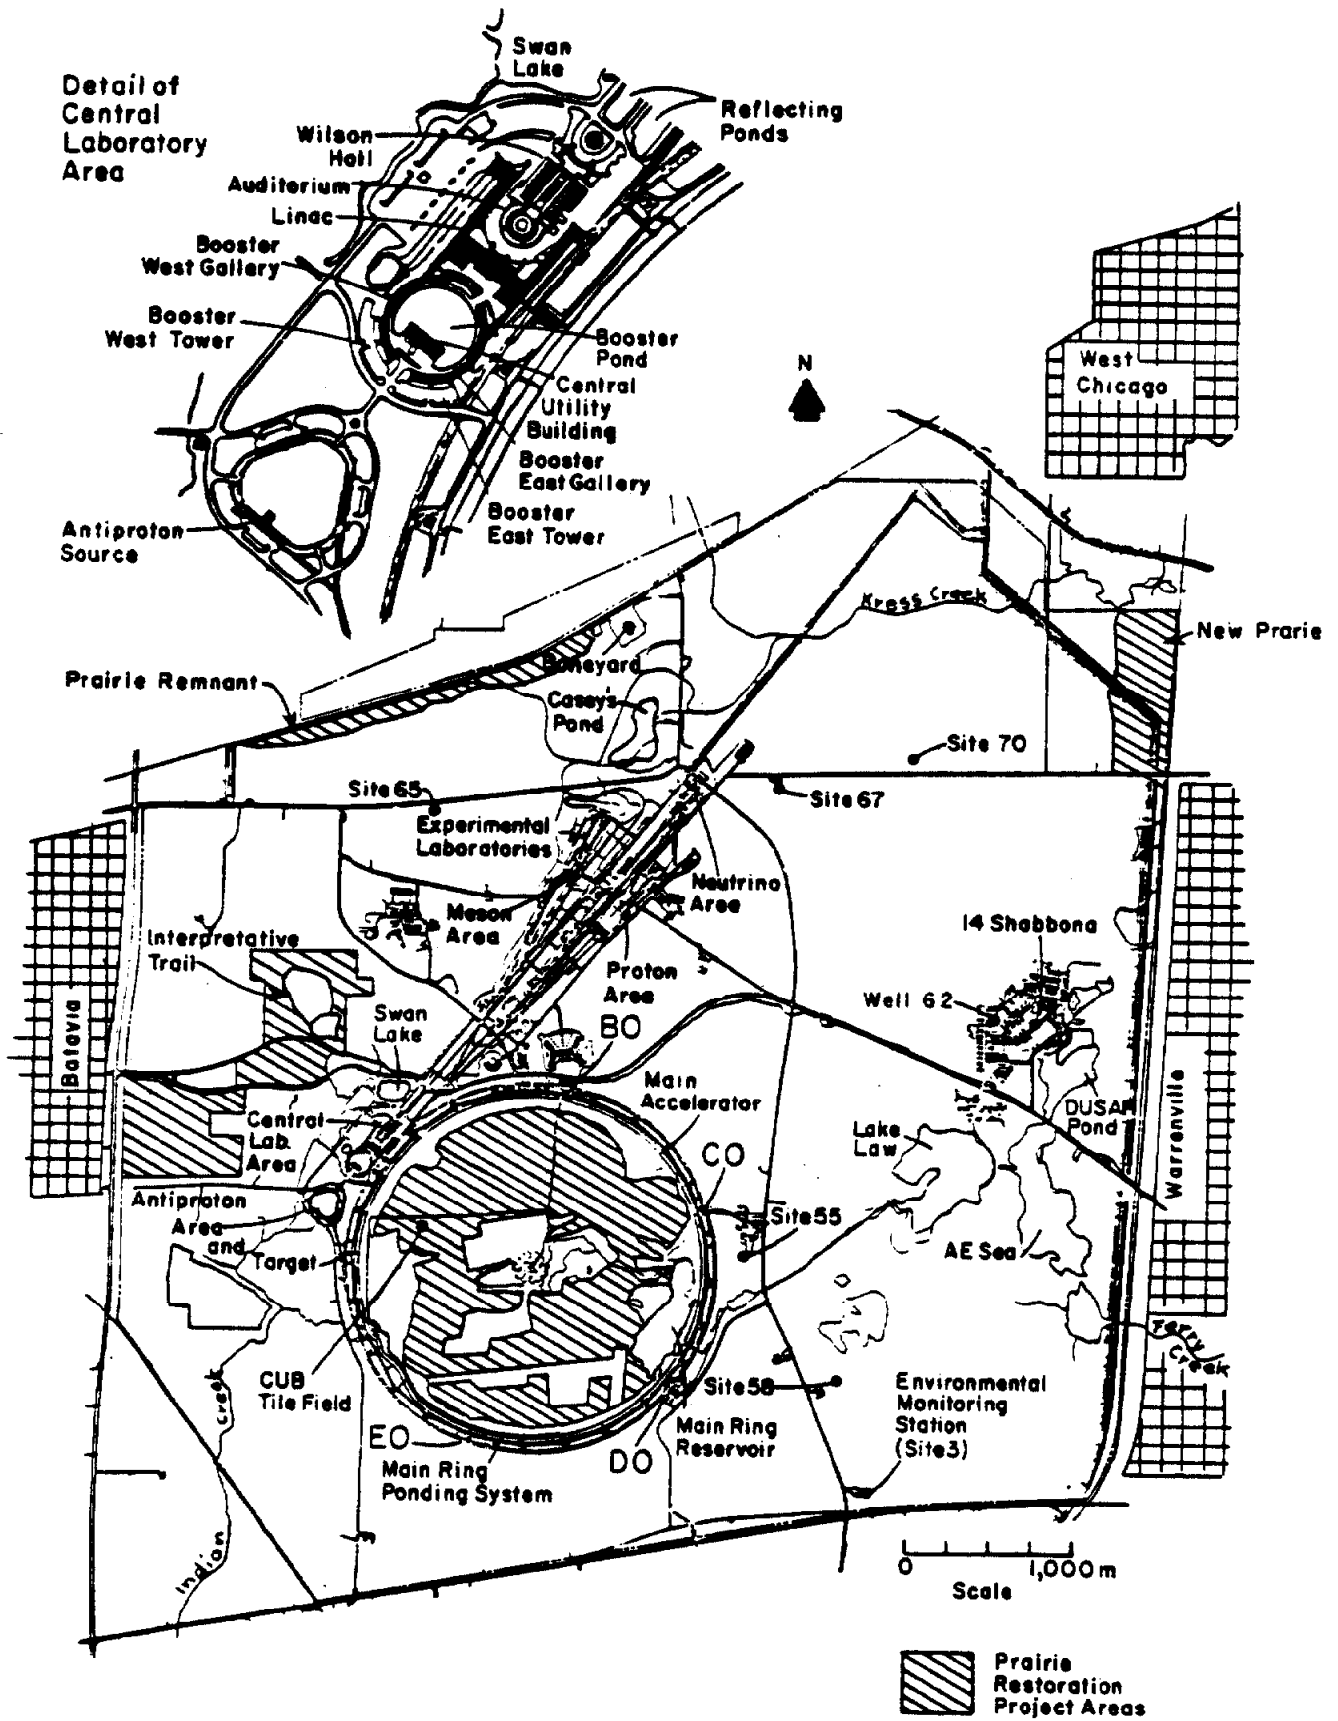 Detail of
Central
Laboratory
Area
Swan
Lake
Reflecting
Ponds
Wilson
Hall
Auditorium
Linac
Booster
West Gallery
Booster
West Tower
Booster
Pond
Central
Utility
Building
Booster
East Gallery
Booster
East Tower
Antiproton
Source
N
West
Chicago
Kress Creek
New Prarie
Boneyard
Prairie Remnant
Casey's
Pond
Site 70
Site 65
Site 67
Experimental
Laboratories
Neutrino
Area
Meson
Area
14 Shabbona
Interpretative
Trail
Proton
Area
Well 62
Swan
Lake
BO
Batavia
Main
Accelerator
Central
Lab.
Area
DUSAF
Pond
Lake
Law
Warrenville
CO
Antiproton
Area
and
Target
Site 55
AE Sea
Ferry
Creek
CUB
Tile Field
Creek
Site 58
Environmental
Monitoring
Station
(Site 3)
EO
Main Ring
Reservoir
DO
Main Ring
Ponding System
Indian
0 1,000 m
Scale
Prairie
Restoration
Project Areas